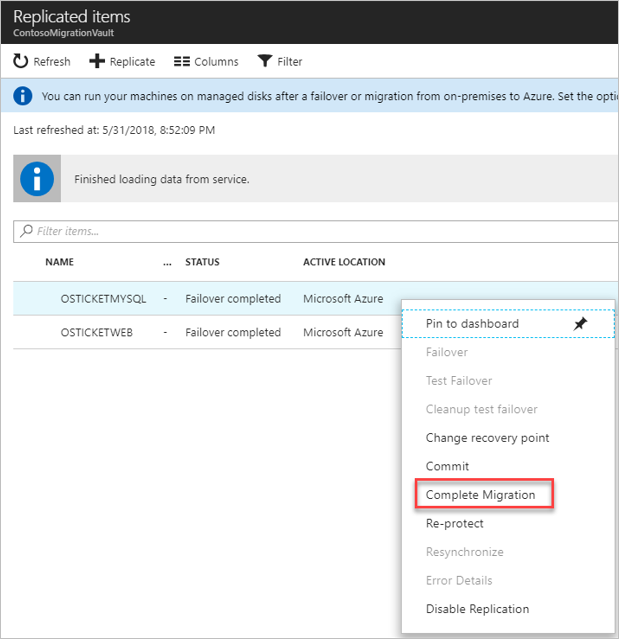 Replicated items
ContosoMigrationVault
Refresh Replicate Columns Filter
You can run your machines on managed disks after a failover or migration from on-premises to Azure. Set the optio
Last refreshed at: 5/31/2018, 8:52:09 PM
Finished loading data from service.
Filter items...
NAME ... STATUS ACTIVE LOCATION
OSTICKETMYSQL - Failover completed Microsoft Azure
OSTICKETWEB - Failover completed Microsoft Azure
Pin to dashboard
Failover
Test Failover
Cleanup test failover
Change recovery point
Commit
Complete Migration
Re-protect
Resynchronize
Error Details
Disable Replication